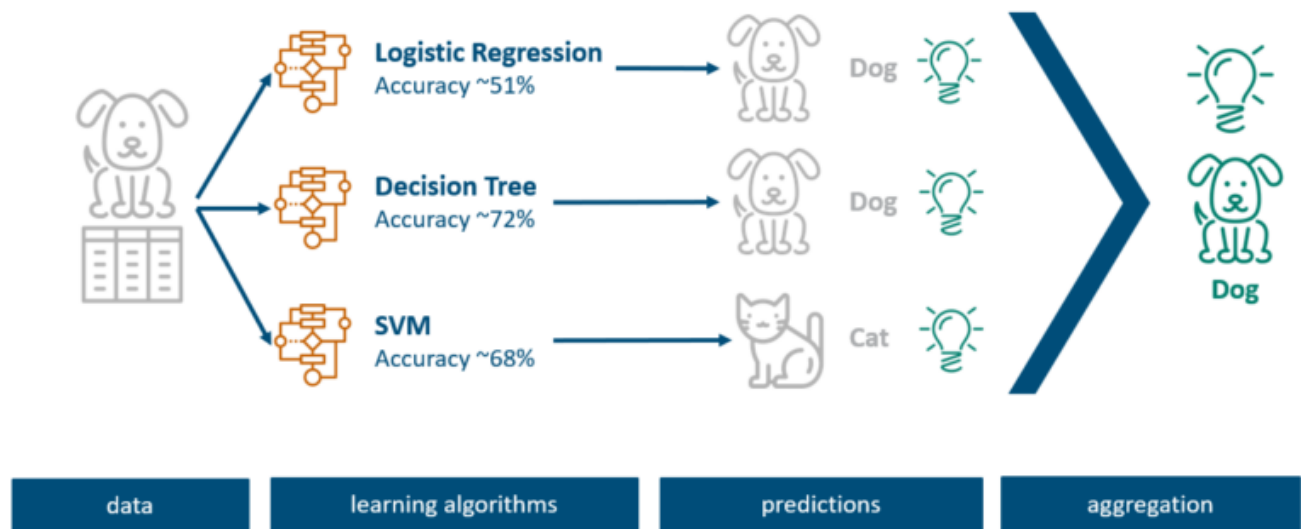 Logistic Regression
Accuracy ~51%
Dog
Decision Tree
Accuracy ~72%
Dog
SVM
Accuracy ~68%
Cat
Dog
data
learning algorithms
predictions
aggregation